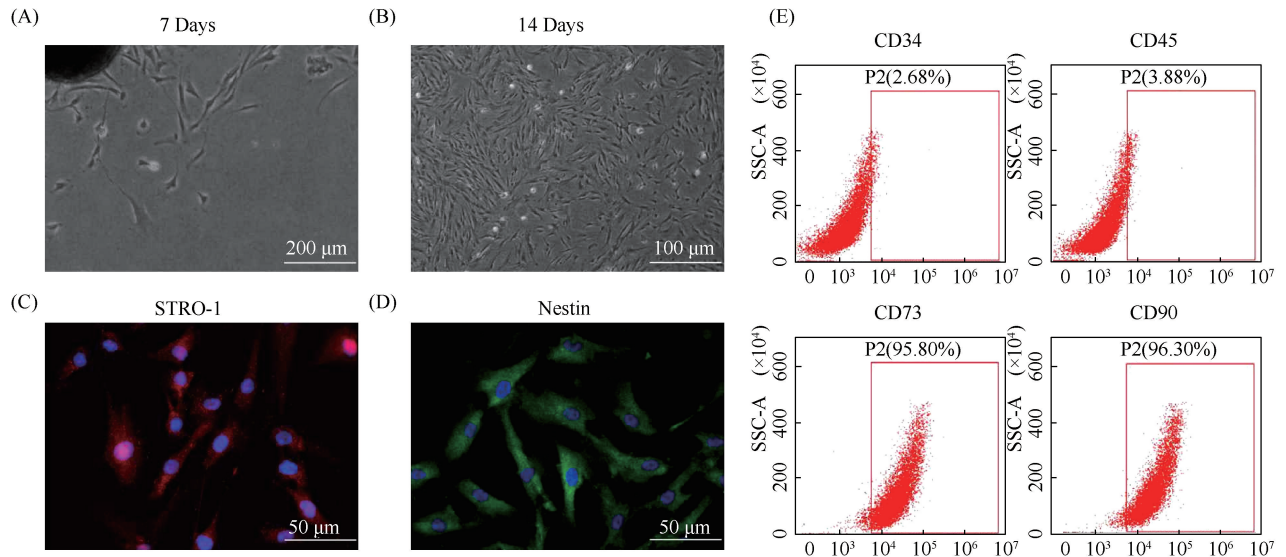 (A)
7 Days
200 μm
(B)
14 Days
100 μm
(C)
STRO-1
50 μm
(D)
Nestin
50 μm
(E)
CD34
P2(2.68%)
SSC-A (×10⁴)
600
400
200
0
0 10³ 10⁴ 10⁵ 10⁶ 10⁷
CD45
P2(3.88%)
SSC-A (×10⁴)
600
400
200
0
0 10³ 10⁴ 10⁵ 10⁶ 10⁷
CD73
P2(95.80%)
SSC-A (×10⁴)
600
400
200
0
0 10³ 10⁴ 10⁵ 10⁶ 10⁷
CD90
P2(96.30%)
SSC-A (×10⁴)
600
400
200
0
0 10³ 10⁴ 10⁵ 10⁶ 10⁷